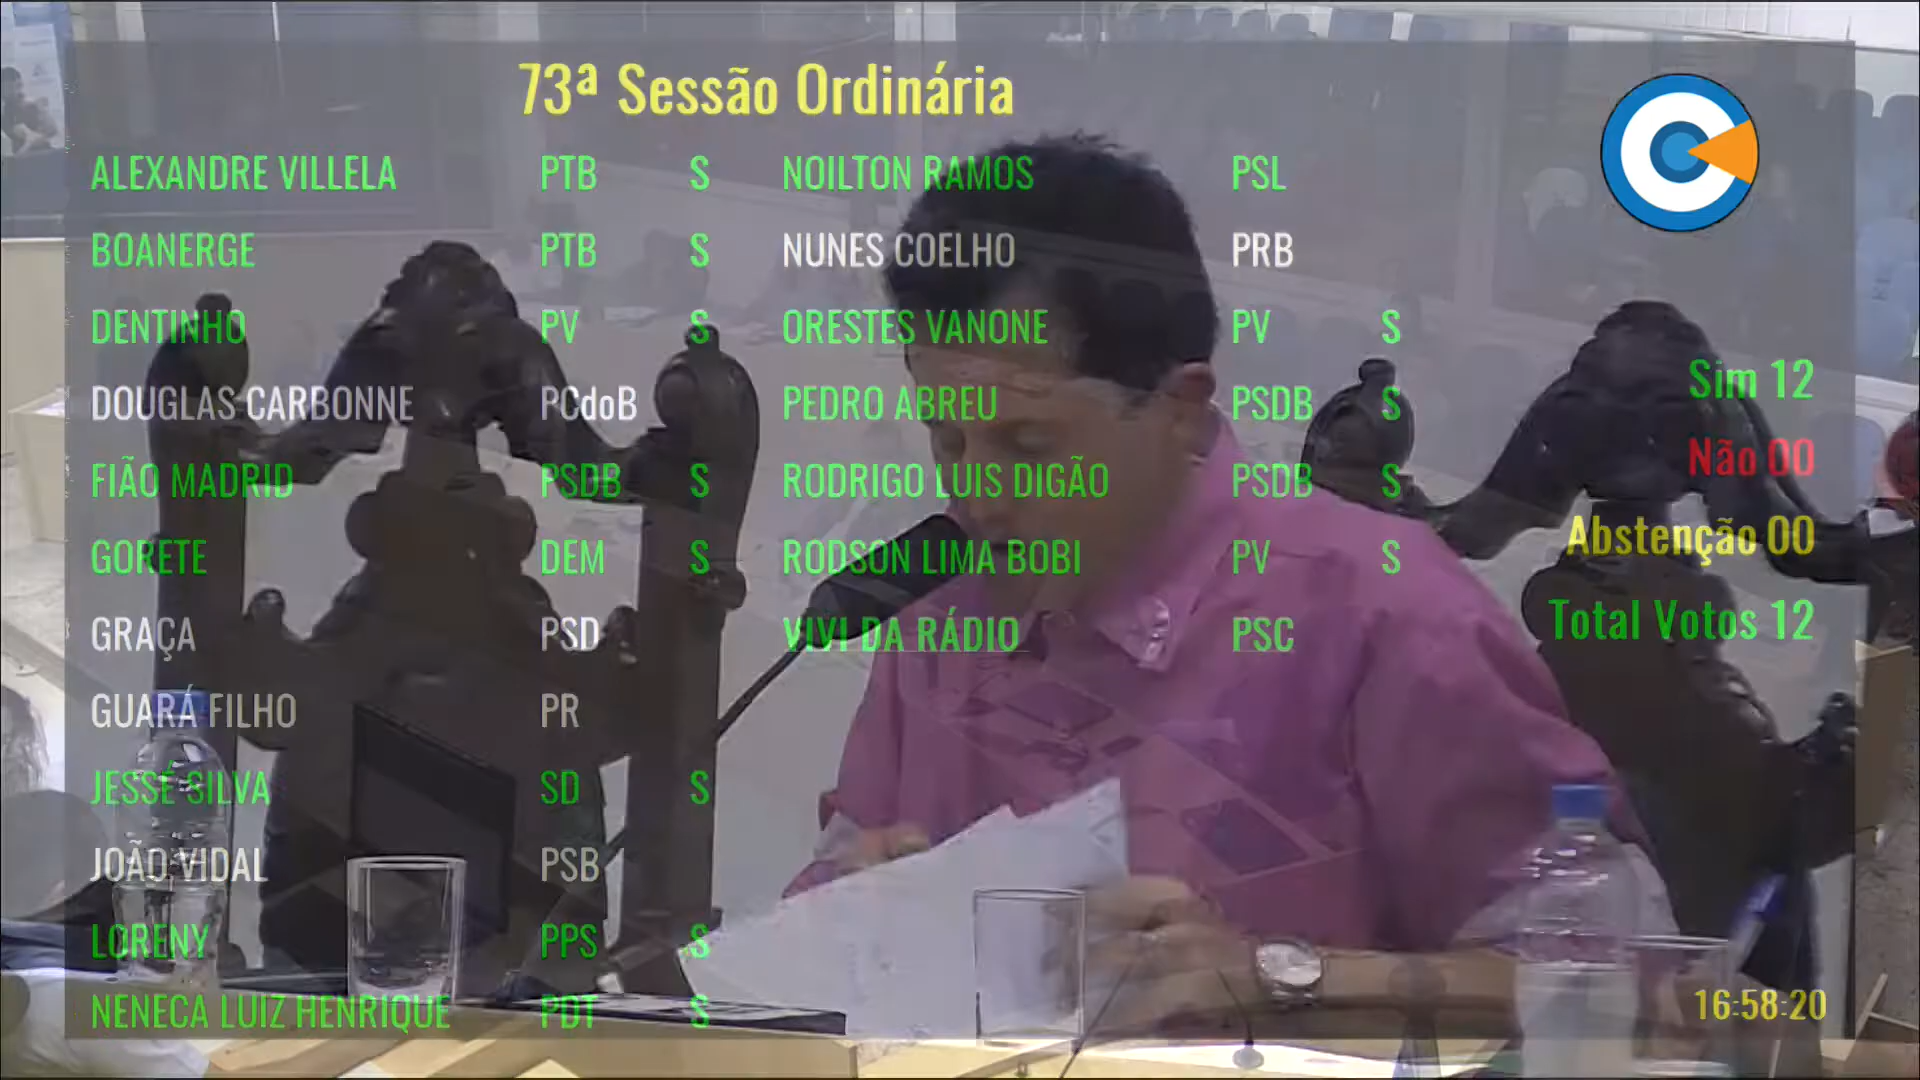 73ª Sessão Ordinária
ALEXANDRE VILLELA PTB S NOILTON RAMOS PSL
BOANERGE PTB S NUNES COELHO PRB
DENTINHO PV S ORESTES VANONE PV S
DOUGLAS CARBONNE PCdoB PEDRO ABREU PSDB S
FIÃO MADRID PSDB S RODRIGO LUIS DIGÃO PSDB S
GORETE DEM S RODSON LIMA BOBI PV S
GRAÇA PSD VIVI DA RÁDIO PSC
GUARÁ FILHO PR
JESSÉ SILVA SD S
JOÃO VIDAL PSB
LORENY PPS S
NENECA LUIZ HENRIQUE PDT S
Sim 12
Não 00
Abstenção 00
Total Votos 12
16:58:20